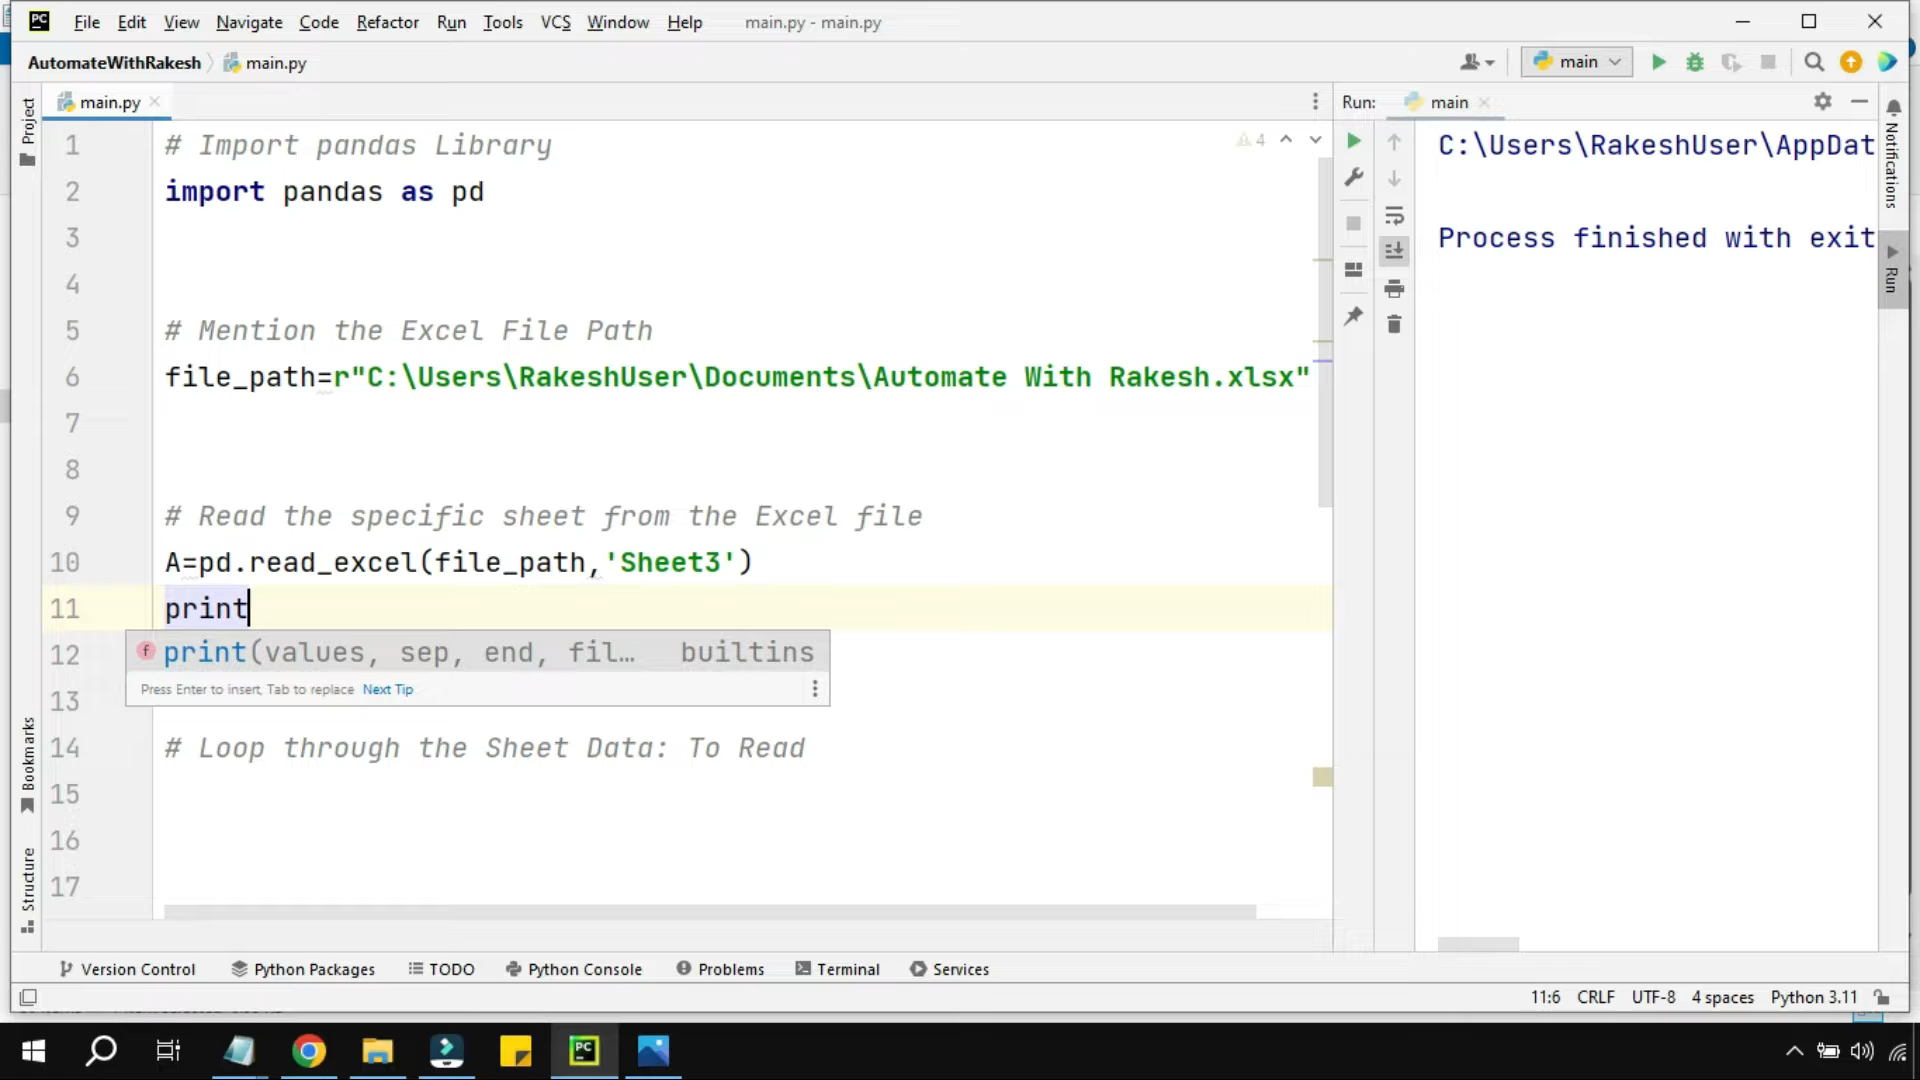 PC File Edit View Navigate Code Refactor Run Tools VCS Window Help main.py - main.py
AutomateWithRakesh main.py main
main.py Run: main
1 # Import pandas Library
2 import pandas as pd
3
4
5 # Mention the Excel File Path
6 file_path=r"C:\Users\RakeshUser\Documents\Automate With Rakesh.xlsx"
7
8
9 # Read the specific sheet from the Excel file
10 A=pd.read_excel(file_path,'Sheet3')
11 print
12
print(values, sep, end, fil… builtins
Press Enter to insert, Tab to replace Next Tip
13
14 # Loop through the Sheet Data: To Read
15
16
17
4
C:\Users\RakeshUser\AppDat
Process finished with exit
Project
Bookmarks
Structure
Notifications
Run
Version Control Python Packages TODO Python Console Problems Terminal Services
11:6 CRLF UTF-8 4 spaces Python 3.11
PC